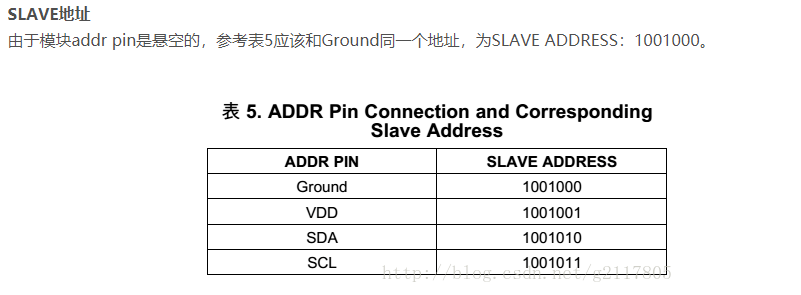 SLAVE地址
由于模块addr pin是悬空的，参考表5应该和Ground同一个地址，为SLAVE ADDRESS：1001000。
表 5. ADDR Pin Connection and Corresponding
Slave Address
ADDR PIN SLAVE ADDRESS
Ground 1001000
VDD 1001001
SDA 1001010
SCL 1001011
http://blog.csdn.net/g2117805